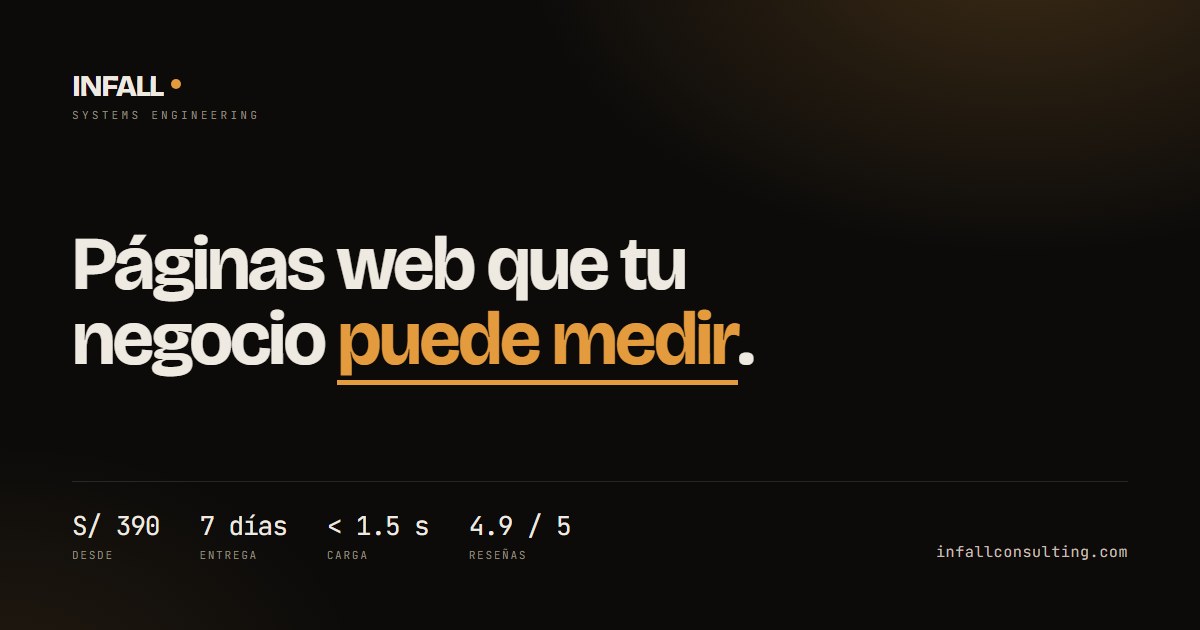 INFALL
SYSTEMS ENGINEERING
Páginas web que tu
negocio puede medir.
S/ 390 7 días < 1.5 s 4.9 / 5
DESDE ENTREGA CARGA RESEÑAS
infallconsulting.com